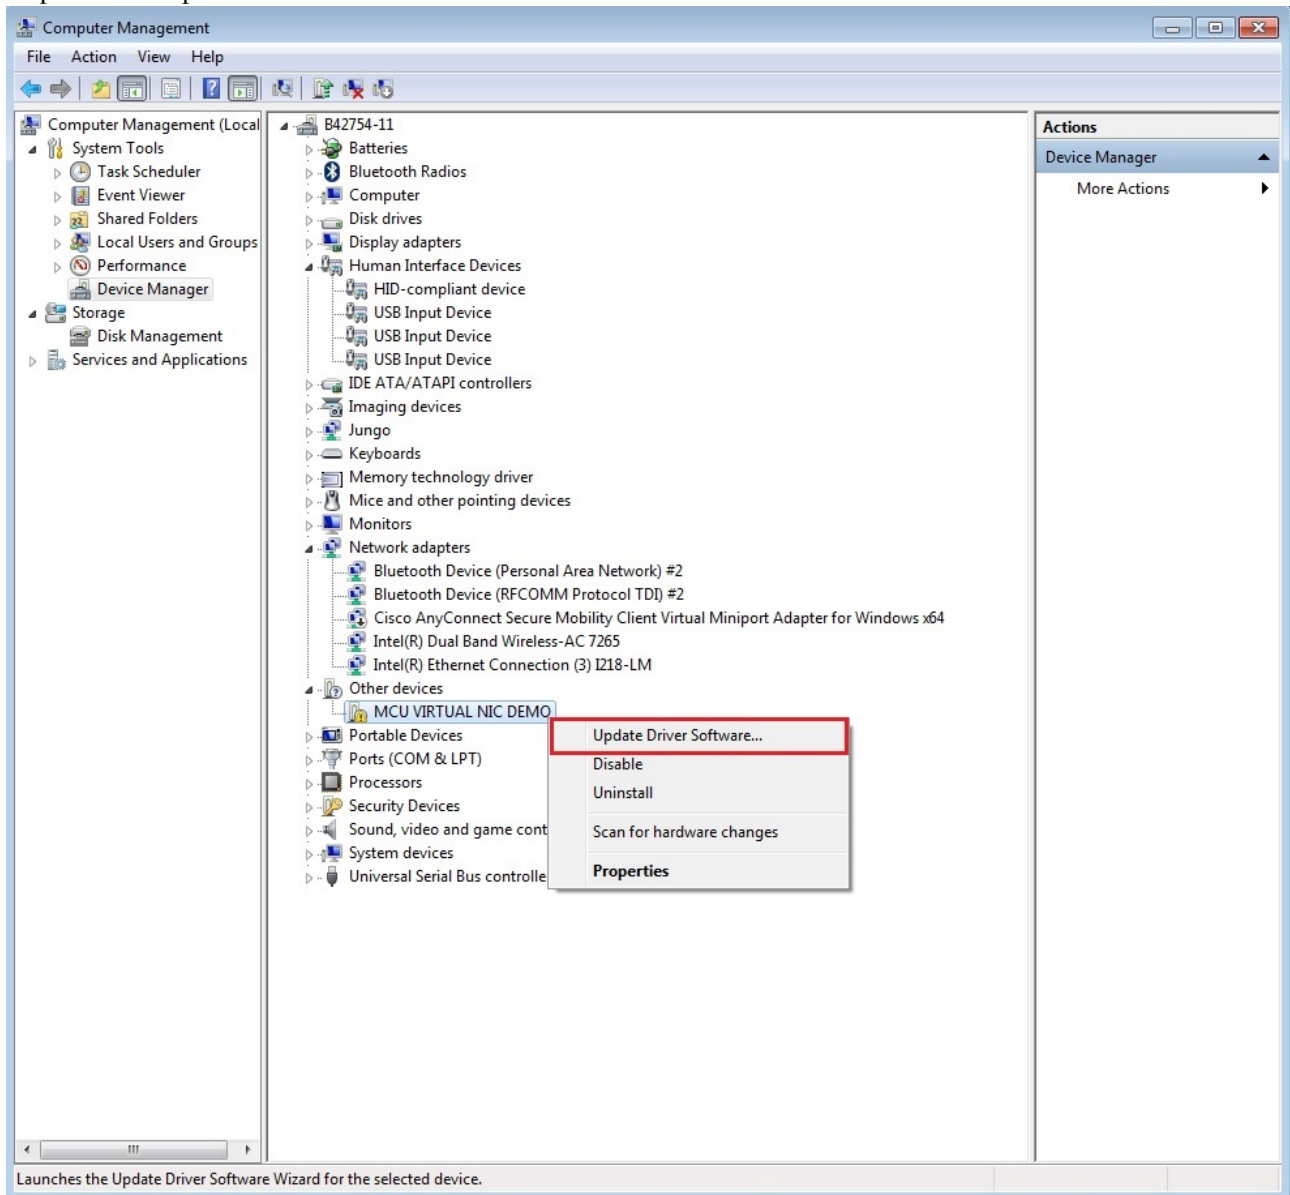 Computer Management
File Action View Help
Computer Management (Local
System Tools
Task Scheduler
Event Viewer
Shared Folders
Local Users and Groups
Performance
Device Manager
Storage
Disk Management
Services and Applications
B42754-11
Batteries
Bluetooth Radios
Computer
Disk drives
Display adapters
Human Interface Devices
HID-compliant device
USB Input Device
USB Input Device
USB Input Device
IDE ATA/ATAPI controllers
Imaging devices
Jungo
Keyboards
Memory technology driver
Mice and other pointing devices
Monitors
Network adapters
Bluetooth Device (Personal Area Network) #2
Bluetooth Device (RFCOMM Protocol TDI) #2
Cisco AnyConnect Secure Mobility Client Virtual Miniport Adapter for Windows x64
Intel(R) Dual Band Wireless-AC 7265
Intel(R) Ethernet Connection (3) I218-LM
Other devices
MCU VIRTUAL NIC DEMO
Portable Devices
Ports (COM & LPT)
Processors
Security Devices
Sound, video and game cont
System devices
Universal Serial Bus controlle
Update Driver Software...
Disable
Uninstall
Scan for hardware changes
Properties
Actions
Device Manager
More Actions
Launches the Update Driver Software Wizard for the selected device.